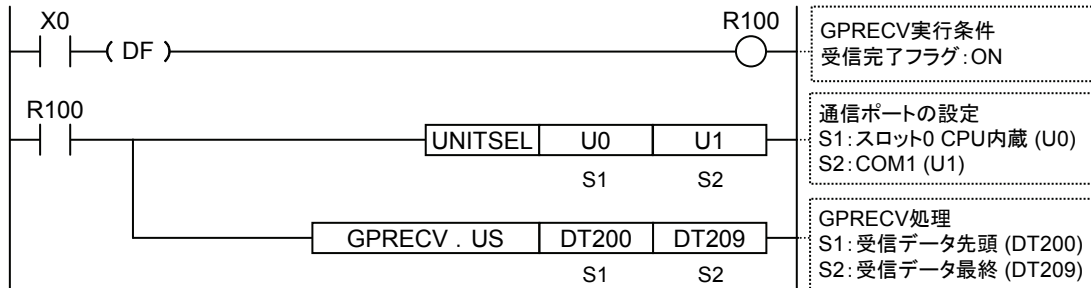 X0
( DF )
R100
GPRECV実行条件
受信完了フラグ:ON
R100
UNITSEL U0 U1
S1 S2
通信ポートの設定
S1:スロット0 CPU内蔵 (U0)
S2:COM1 (U1)
GPRECV . US DT200 DT209
S1 S2
GPRECV処理
S1:受信データ先頭 (DT200)
S2:受信データ最終 (DT209)